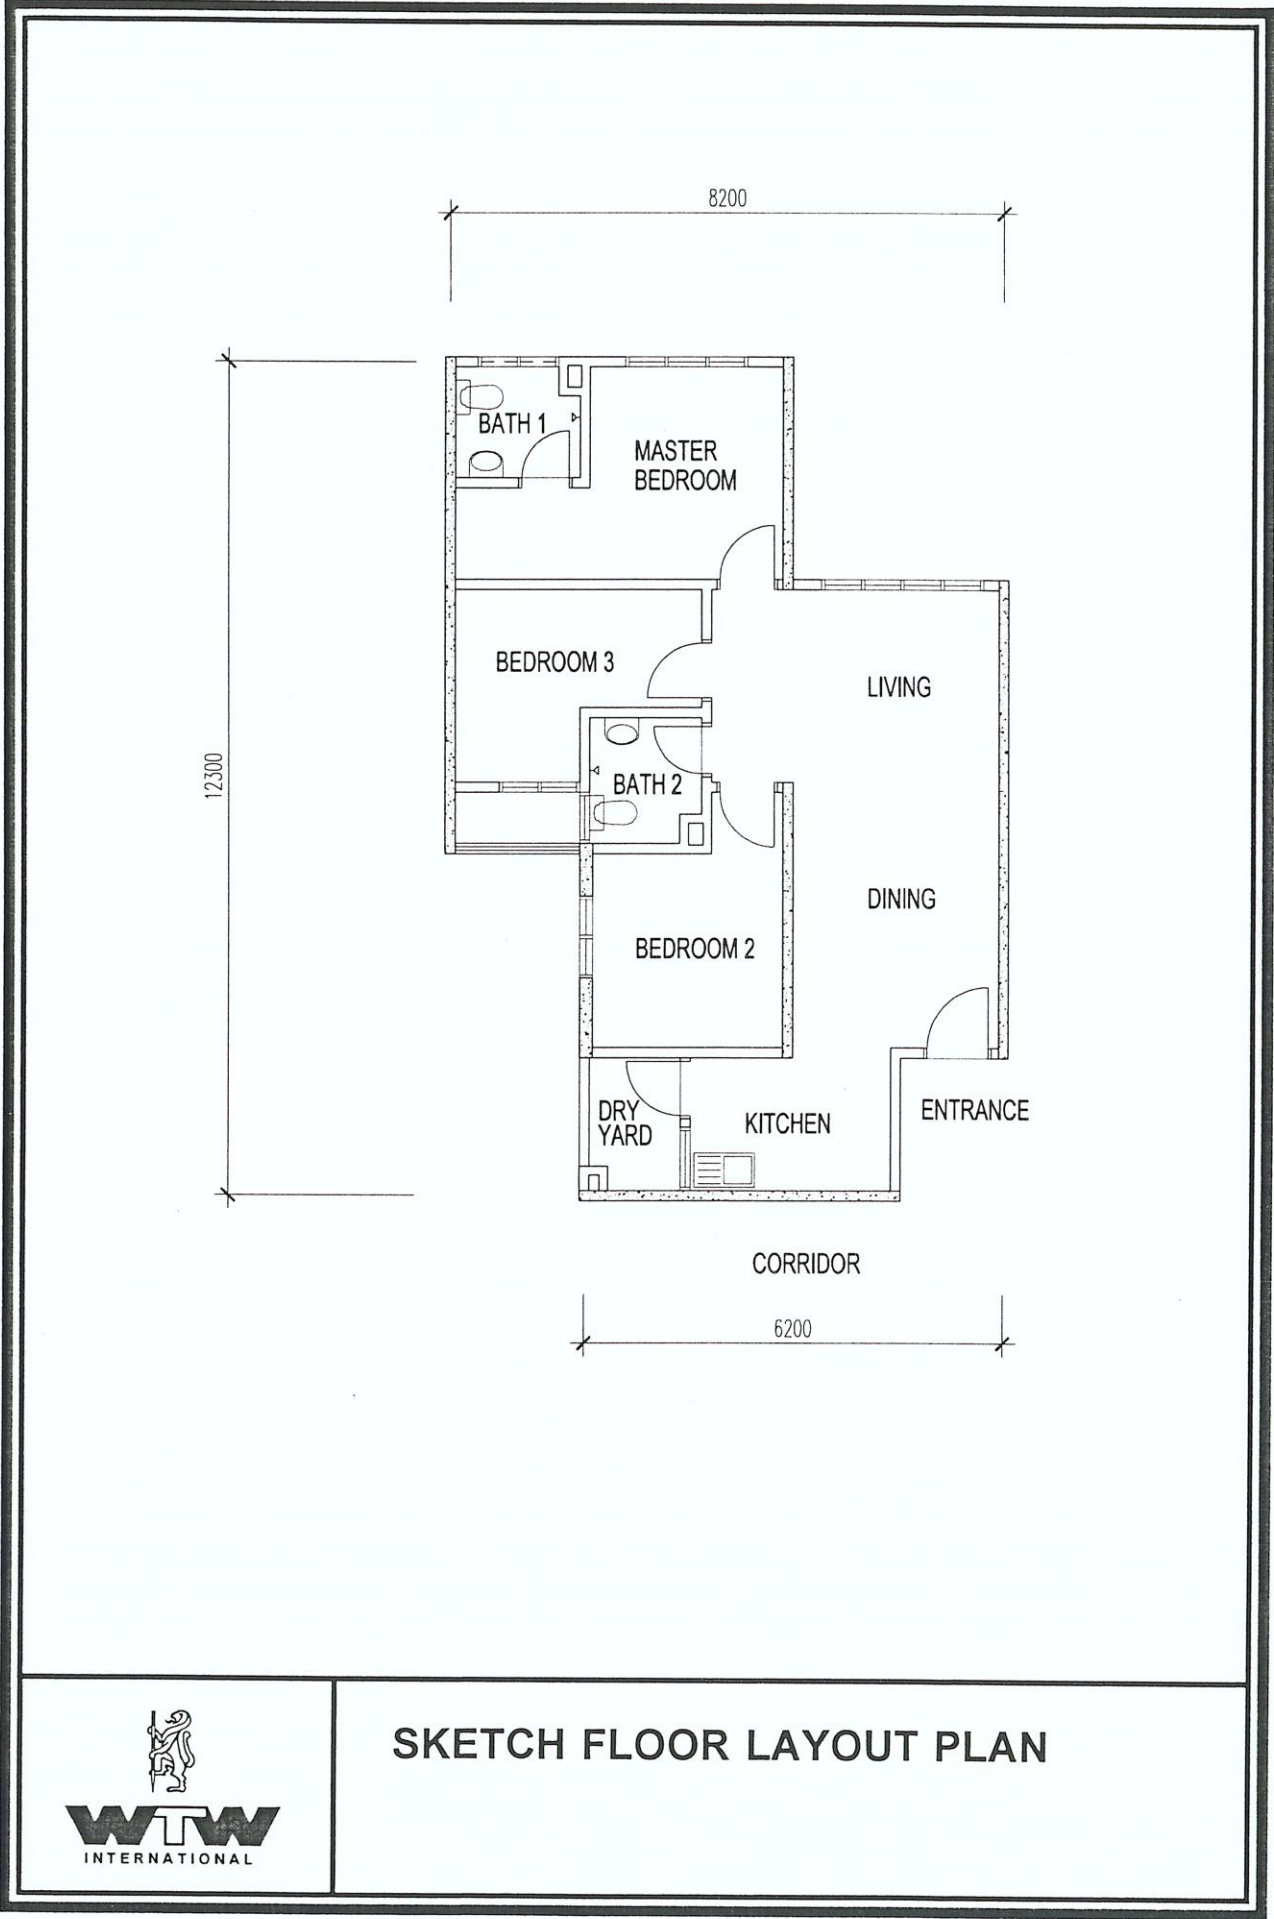 8200
BATH 1
MASTER
BEDROOM
BEDROOM 3
LIVING
12300
BATH 2
DINING
BEDROOM 2
DRY
YARD
KITCHEN
ENTRANCE
CORRIDOR
6200
SKETCH FLOOR LAYOUT PLAN
WTW
INTERNATIONAL